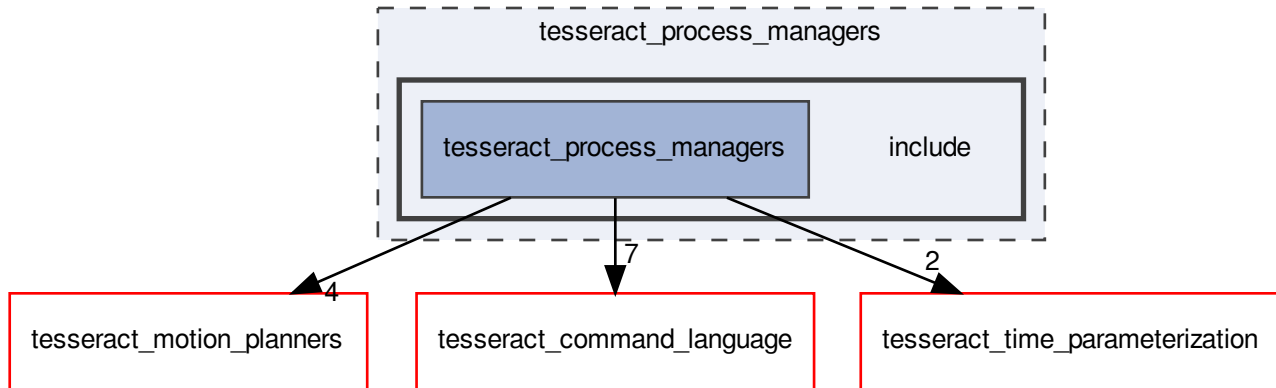 tesseract_process_managers
tesseract_process_managers
include
7
2
4
tesseract_motion_planners
tesseract_command_language
tesseract_time_parameterization